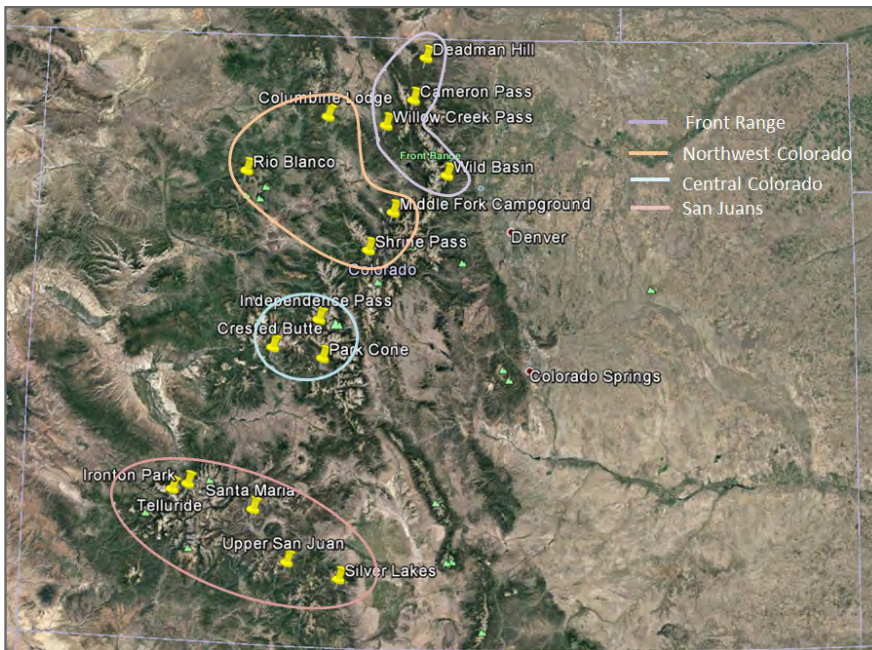 Deadman Hill
Cameron Pass
Columbine Lodge
Willow Creek Pass
Front Range
Rio Blanco
Wild Basin
Middle Fork Campground
Shrine Pass
Denver
Colorado
Independence Pass
Crested Butte
Park Cone
Colorado Springs
Ironton Park
Santa Maria
Telluride
Upper San Juan
Silver Lakes
Front Range
Northwest Colorado
Central Colorado
San Juans